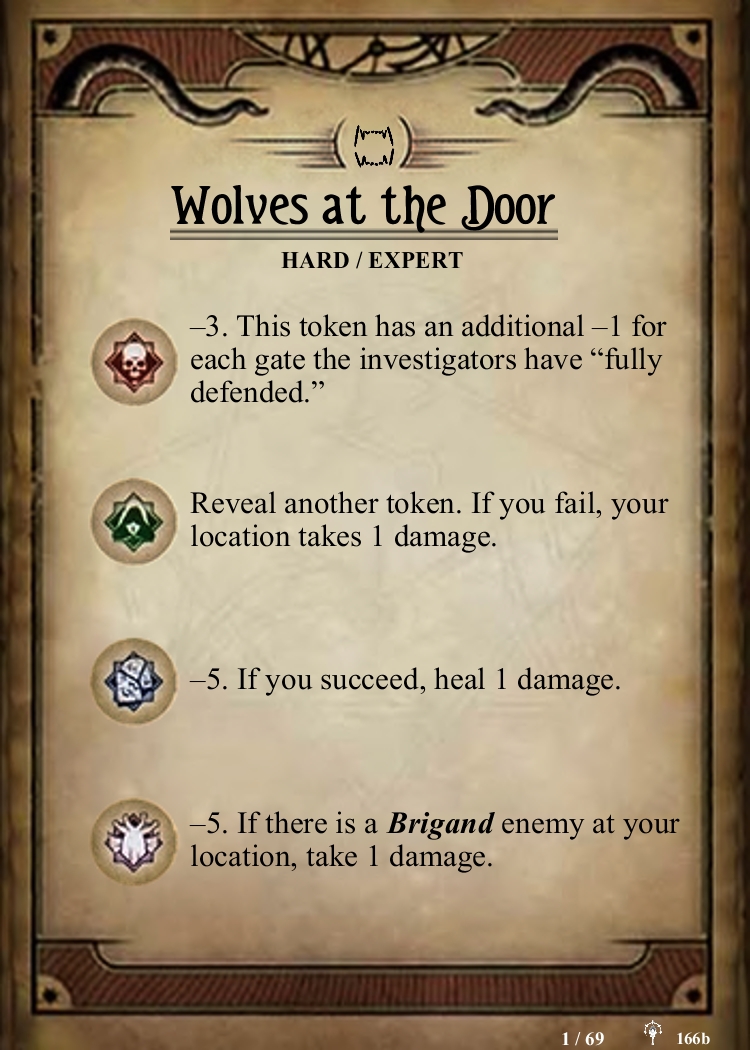 Wolves at the Door
HARD / EXPERT
–3. This token has an additional –1 for
each gate the investigators have “fully
defended.”
Reveal another token. If you fail, your
location takes 1 damage.
–5. If you succeed, heal 1 damage.
–5. If there is a Brigand enemy at your
location, take 1 damage.
1 / 69 166b